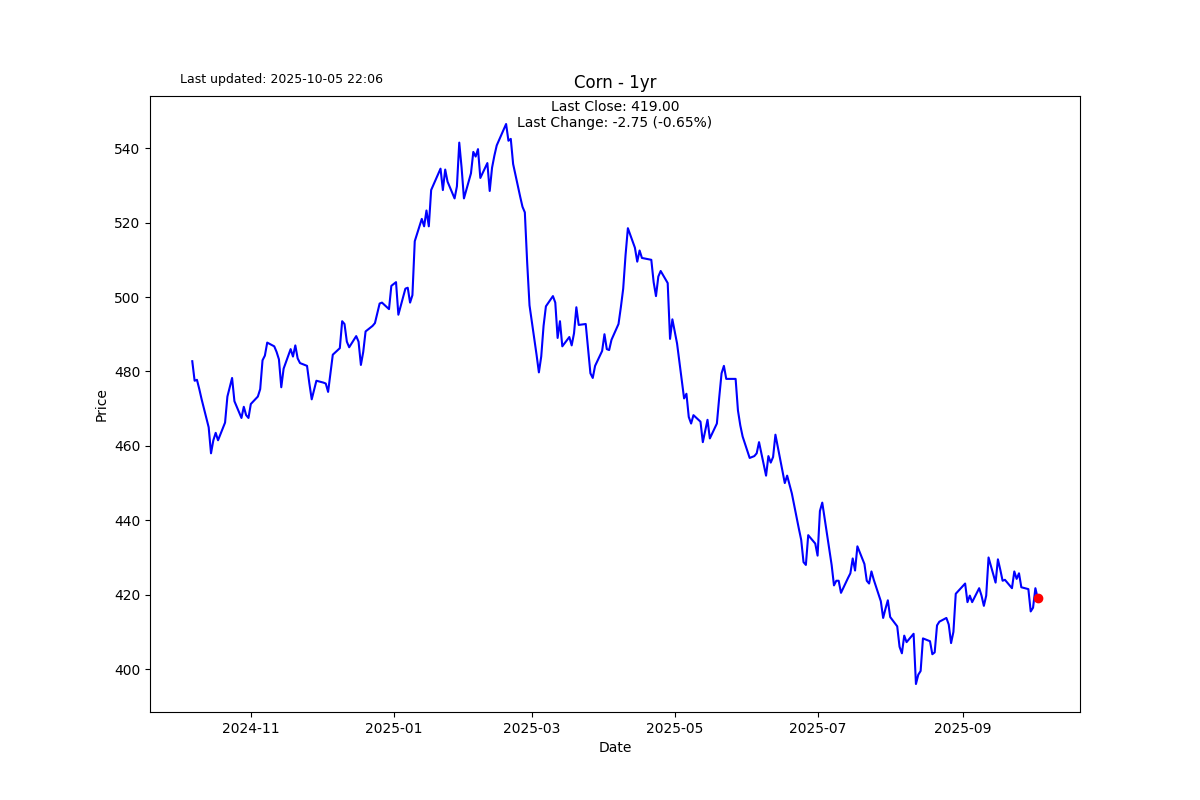 Last updated: 2025-10-05 22:06
Corn - 1yr
Last Close: 419.00
Last Change: -2.75 (-0.65%)
Price
540
520
500
480
460
440
420
400
2024-11
2025-01
2025-03
2025-05
2025-07
2025-09
Date